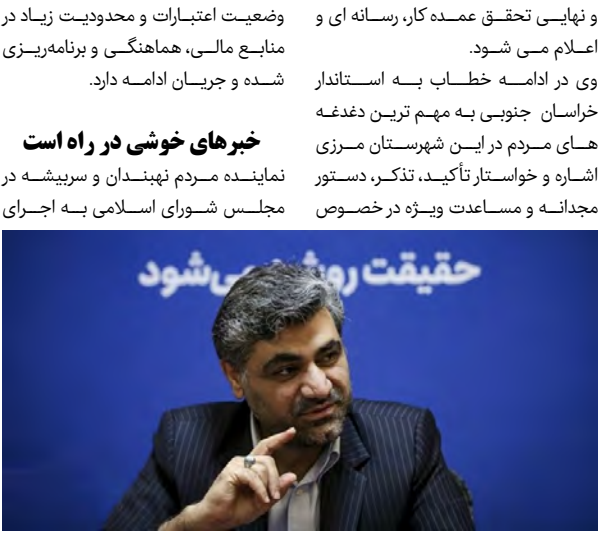 و نهایی تحقق عمده کار، رسانه ای و
اعلام می شود.
وی در ادامه خطاب به استاندار
خراسان جنوبی به مهم ترین دغدغه
های مردم در این شهرستان مرزی
اشاره و خواستار تأکید، تذکر، دستور
مجدانه و مساعدت ویژه در خصوص
وضعیت اعتبارات و محدودیت زیاد در
منابع مالی، هماهنگی و برنامه‌ریزی
شده و جریان ادامه دارد.
خبرهای خوشی در راه است
نماینده مردم نهبندان و سربیشه در
مجلس شورای اسلامی به اجرای
حقیقت می‌شود